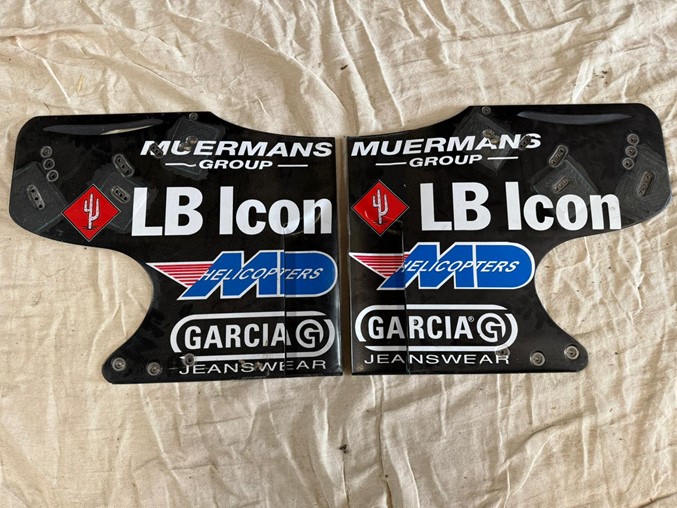 MUERMANS
GROUP
LB Icon
MD
HELICOPTERS
GARCIA G
JEANSWEAR
MUERMANS
GROUP
LB Icon
MD
HELICOPTERS
GARCIA® G
JEANSWEAR